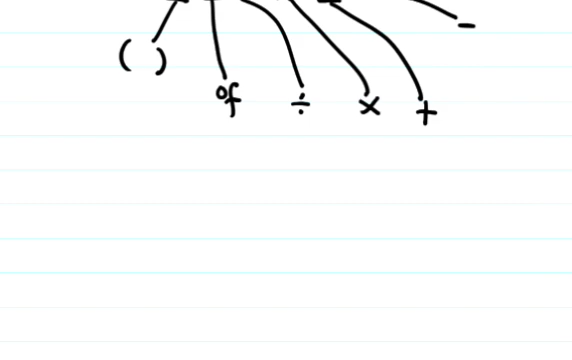 ( ) of ÷ × + −